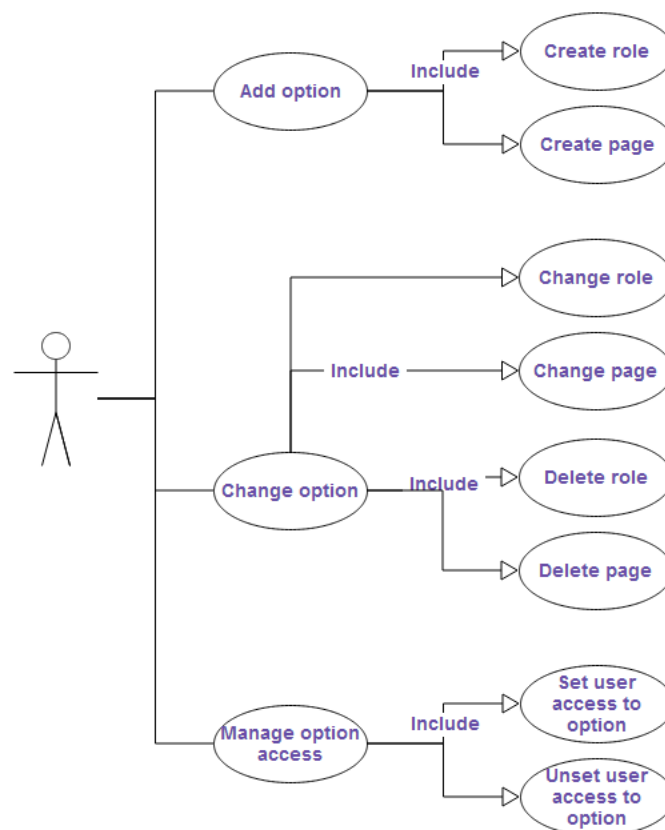 Create role
Include
Add option
Create page
Change role
Include
Change page
Delete role
Include
Change option
Delete page
Set user
access to
option
Include
Manage option
access
Unset user
access to
option